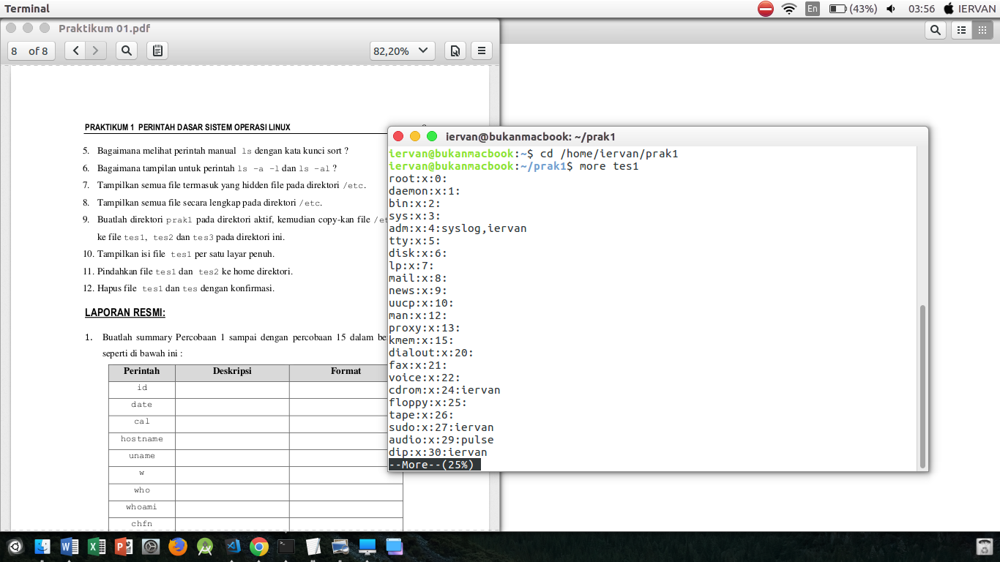 Terminal
En
(43%)
03:56
IERVAN
Praktikum 01.pdf
8 of 8
82,20%
PRAKTIKUM 1 PERINTAH DASAR SISTEM OPERASI LINUX
5. Bagaimana melihat perintah manual ls dengan kata kunci sort ?
6. Bagaimana tampilan untuk perintah ls -a -l dan ls -al ?
7. Tampilkan semua file termasuk yang hidden file pada direktori /etc.
8. Tampilkan semua file secara lengkap pada direktori /etc.
9. Buatlah direktori prak1 pada direktori aktif, kemudian copy-kan file
ke file tes1, tes2 dan tes3 pada direktori ini.
10. Tampilkan isi file tes1 per satu layar penuh.
11. Pindahkan file tes1 dan tes2 ke home direktori.
12. Hapus file tes1 dan tes dengan konfirmasi.
LAPORAN RESMI:
1. Buatlah summary Percobaan 1 sampai dengan percobaan 15 dalam
seperti di bawah ini :
Perintah Deskripsi Format
id
date
cal
hostname
uname
w
who
whoami
chfn
iervan@bukanmacbook: ~/prak1
iervan@bukanmacbook:~$ cd /home/iervan/prak1
iervan@bukanmacbook:~/prak1$ more tes1
root:x:0:
daemon:x:1:
bin:x:2:
sys:x:3:
adm:x:4:syslog,iervan
tty:x:5:
disk:x:6:
lp:x:7:
mail:x:8:
news:x:9:
uucp:x:10:
man:x:12:
proxy:x:13:
kmem:x:15:
dialout:x:20:
fax:x:21:
voice:x:22:
cdrom:x:24:iervan
floppy:x:25:
tape:x:26:
sudo:x:27:iervan
audio:x:29:pulse
dip:x:30:iervan
--More--(25%)